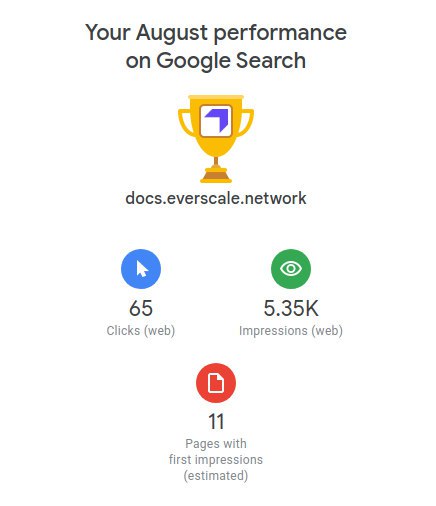 Your August performance
on Google Search
docs.everscale.network
65
Clicks (web)
5.35K
Impressions (web)
11
Pages with
first impressions
(estimated)